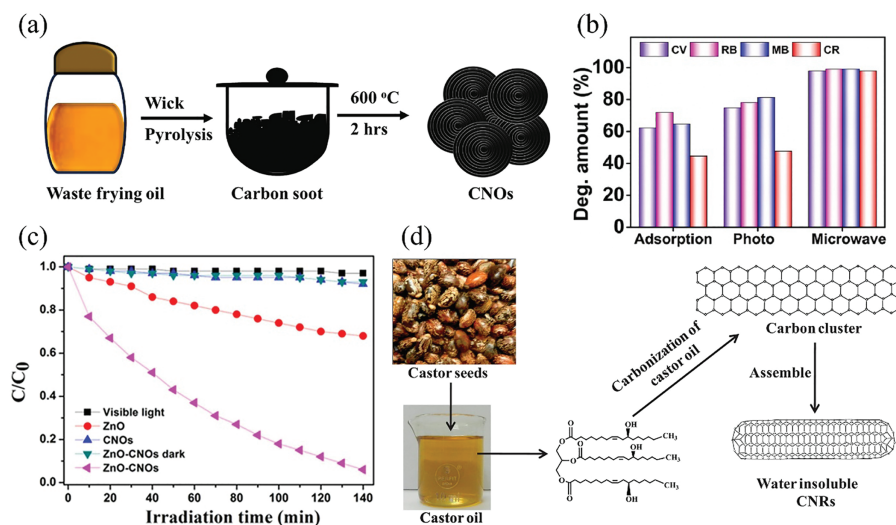 (a)
Wick
Pyrolysis
600 ⁰C
2 hrs
Waste frying oil
Carbon soot
CNOs
(b)
Deg. amount (%)
CV
RB
MB
CR
100
80
60
40
20
0
Adsorption
Photo
Microwave
(c)
C/C0
1.0
0.8
0.6
0.4
0.2
0.0
Visible light
ZnO
CNOs
ZnO-CNOs dark
ZnO-CNOs
0
20
40
60
80
100
120
140
Irradiation time (min)
(d)
Castor seeds
Castor oil
O
OH
CH3
O
O
OH
CH3
O
O
O
OH
CH3
Carbonization of
castor oil
Carbon cluster
Assemble
Water insoluble
CNRs